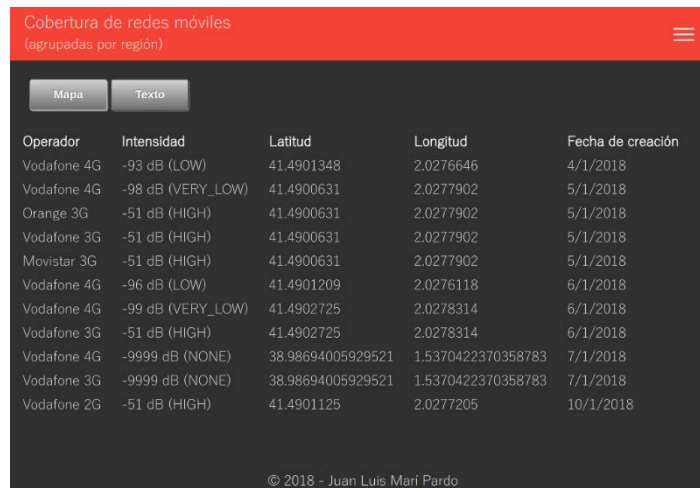 Cobertura de redes móviles
(agrupadas por región)
Mapa Texto
Operador Intensidad Latitud Longitud Fecha de creación
Vodafone 4G -93 dB (LOW) 41.4901348 2.0276646 4/1/2018
Vodafone 4G -98 dB (VERY_LOW) 41.4900631 2.0277902 5/1/2018
Orange 3G -51 dB (HIGH) 41.4900631 2.0277902 5/1/2018
Vodafone 3G -51 dB (HIGH) 41.4900631 2.0277902 5/1/2018
Movistar 3G -51 dB (HIGH) 41.4900631 2.0277902 5/1/2018
Vodafone 4G -96 dB (LOW) 41.4901209 2.0276118 6/1/2018
Vodafone 4G -99 dB (VERY_LOW) 41.4902725 2.0278314 6/1/2018
Vodafone 3G -51 dB (HIGH) 41.4902725 2.0278314 6/1/2018
Vodafone 4G -9999 dB (NONE) 38.98694005929521 1.5370422370358783 7/1/2018
Vodafone 3G -9999 dB (NONE) 38.98694005929521 1.5370422370358783 7/1/2018
Vodafone 2G -51 dB (HIGH) 41.4901125 2.0277205 10/1/2018
© 2018 - Juan Luis Marí Pardo